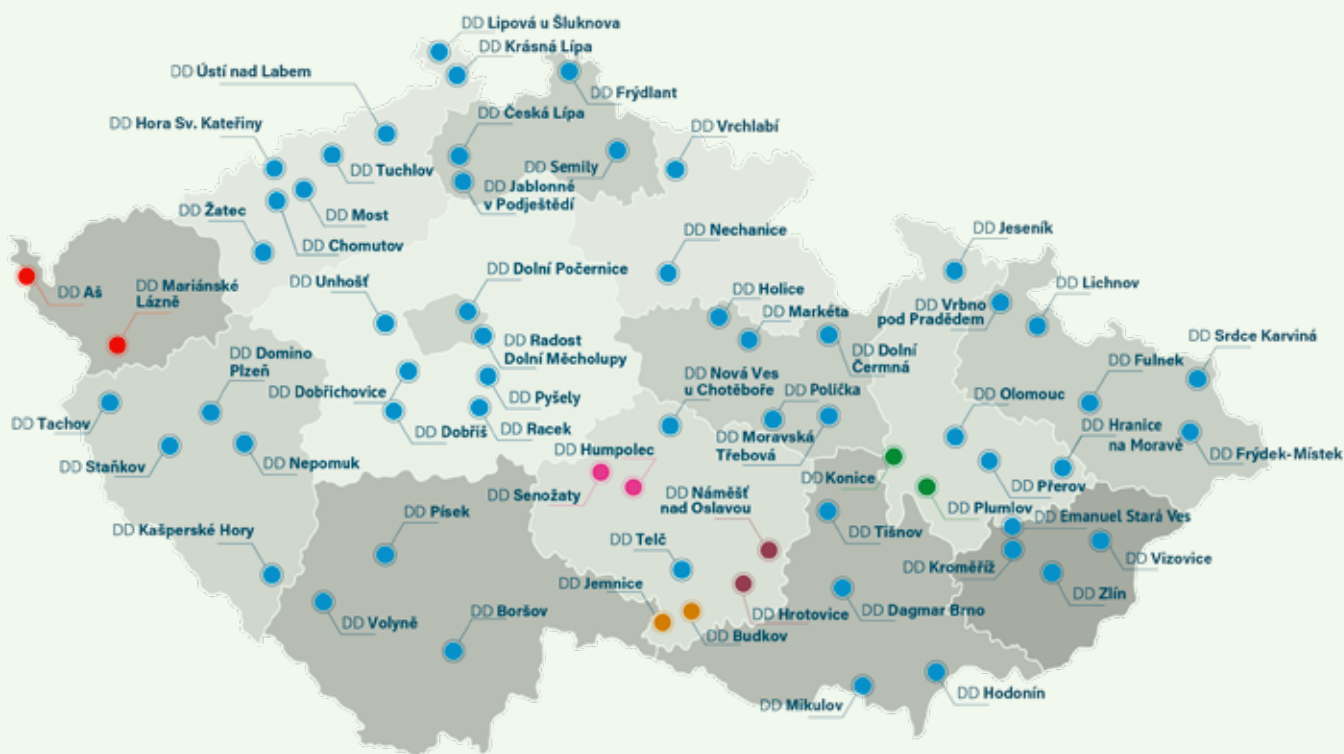 DD Lipová u Šluknova
DD Krásná Lípa
DD Ústí nad Labem
DD Frýdlant
DD Česká Lípa
DD Hora Sv. Kateřiny
DD Vrchlabí
DD Tuchlov
DD Semily
DD Jablonné
v Podještědí
DD Žatec
DD Most
DD Chomutov
DD Nechanice
DD Jeseník
DD Dolní Počernice
DD Unhošť
DD Mariánské
Lázně
DD Aš
DD Holice
DD Lichnov
DD Markéta
DD Vrbno
pod Pradědem
DD Srdce Karviná
DD Radost
Dolní Měcholupy
DD Domino
Plzeň
DD Dolní
Čermná
DD Fulnek
DD Nová Ves
u Chotěboře
DD Dobřichovice
DD Polička
DD Pyšely
DD Olomouc
DD Tachov
DD Dobříš
DD Racek
DD Moravská
Třebová
DD Hranice
na Moravě
DD Staňkov
DD Nepomuk
DD Humpolec
DD Frýdek-Místek
DD Konice
DD Přerov
DD Senožaty
DD Náměšť
nad Oslavou
DD Plumlov
DD Písek
DD Emanuel Stará Ves
DD Kašperské Hory
DD Tišnov
DD Telč
DD Vizovice
DD Kroměříž
DD Jemnice
DD Zlín
DD Boršov
DD Hrotovice
DD Dagmar Brno
DD Volyně
DD Budkov
DD Hodonín
DD Mikulov